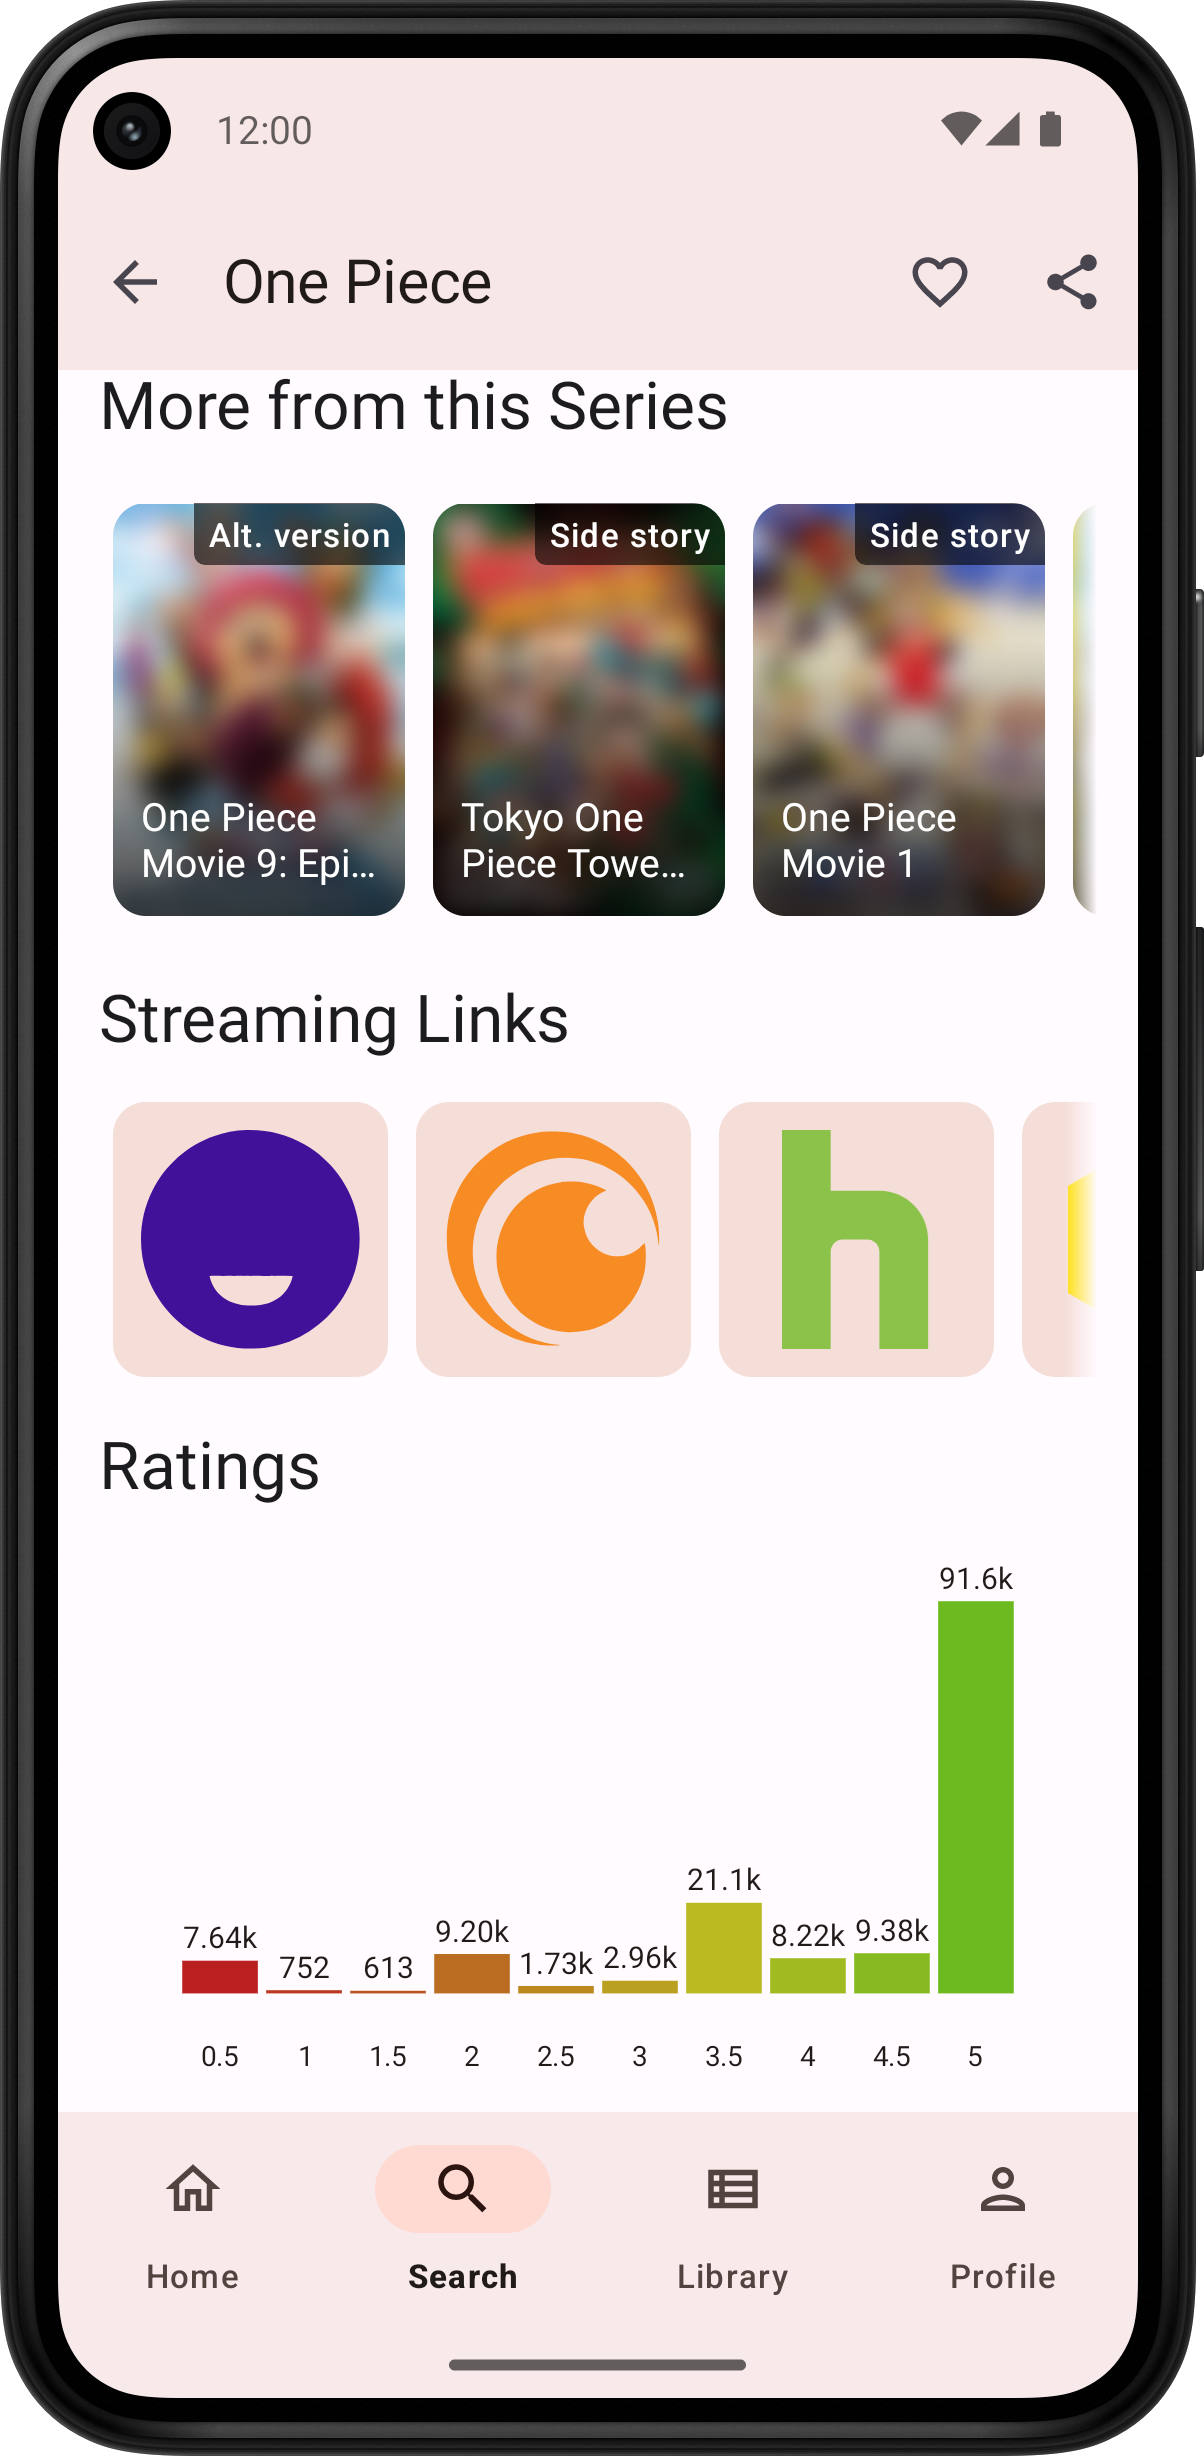 12:00
One Piece
More from this Series
Alt. version
One Piece
Movie 9: Epi...
Side story
Tokyo One
Piece Towe...
Side story
One Piece
Movie 1
Streaming Links
h
Ratings
91.6k
21.1k
7.64k
752
613
9.20k
1.73k
2.96k
8.22k
9.38k
0.5
1
1.5
2
2.5
3
3.5
4
4.5
5
Home
Search
Library
Profile